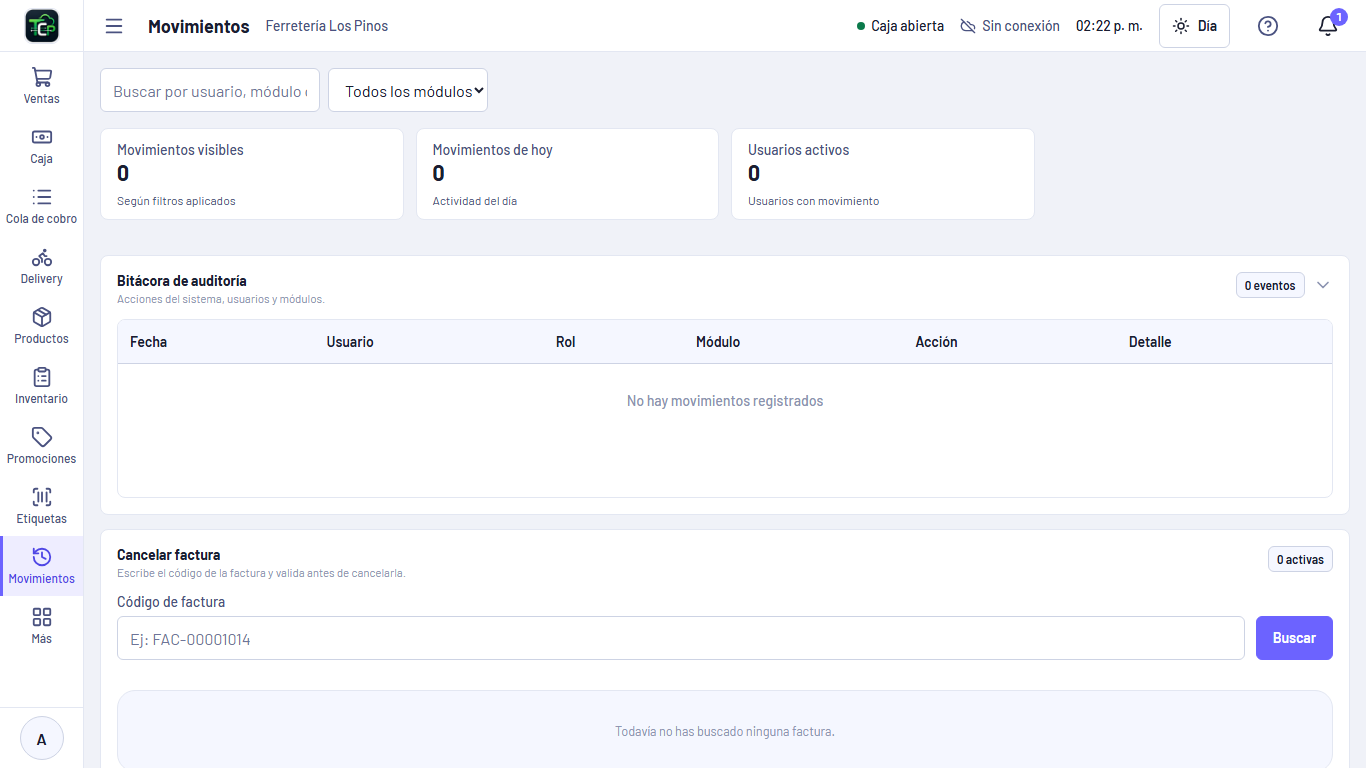 TCP
Movimientos
Ferretería Los Pinos
Caja abierta
Sin conexión
02:22 p. m.
Día
1
Ventas
Caja
Cola de cobro
Delivery
Productos
Inventario
Promociones
Etiquetas
Movimientos
Más
A
Buscar por usuario, módulo
Todos los módulos
Movimientos visibles
0
Según filtros aplicados
Movimientos de hoy
0
Actividad del día
Usuarios activos
0
Usuarios con movimiento
Bitácora de auditoría
Acciones del sistema, usuarios y módulos.
0 eventos
Fecha Usuario Rol Módulo Acción Detalle
No hay movimientos registrados
Cancelar factura
Escribe el código de la factura y valida antes de cancelarla.
0 activas
Código de factura
Ej: FAC-00001014
Buscar
Todavía no has buscado ninguna factura.